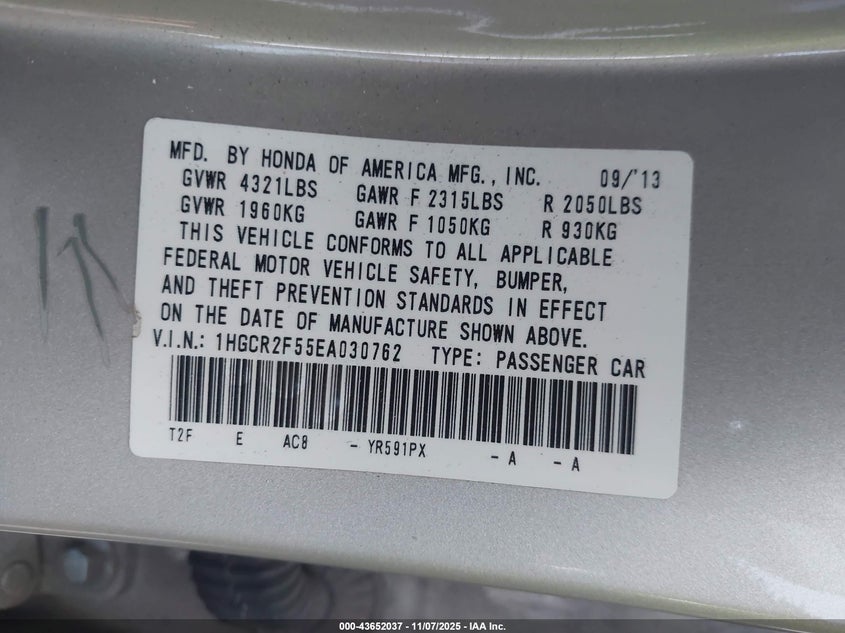 MFD. BY HONDA OF AMERICA MFG., INC. 09/'13
GVWR 4321LBS GAWR F 2315LBS R 2050LBS
GVWR 1960KG GAWR F 1050KG R 930KG
THIS VEHICLE CONFORMS TO ALL APPLICABLE
FEDERAL MOTOR VEHICLE SAFETY, BUMPER,
AND THEFT PREVENTION STANDARDS IN EFFECT
ON THE DATE OF MANUFACTURE SHOWN ABOVE.
V.I.N.: 1HGCR2F55EA030762 TYPE: PASSENGER CAR
T2F E AC8 - YR591PX - A - A
000-43652037 - 11/07/2025 - IAA Inc.